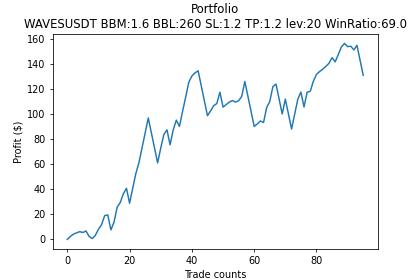 Portfolio
WAVESUSDT BBM:1.6 BBL:260 SL:1.2 TP:1.2 lev:20 WinRatio:69.0
160
140
120
100
80
60
40
20
0
Profit ($)
0 20 40 60 80
Trade counts